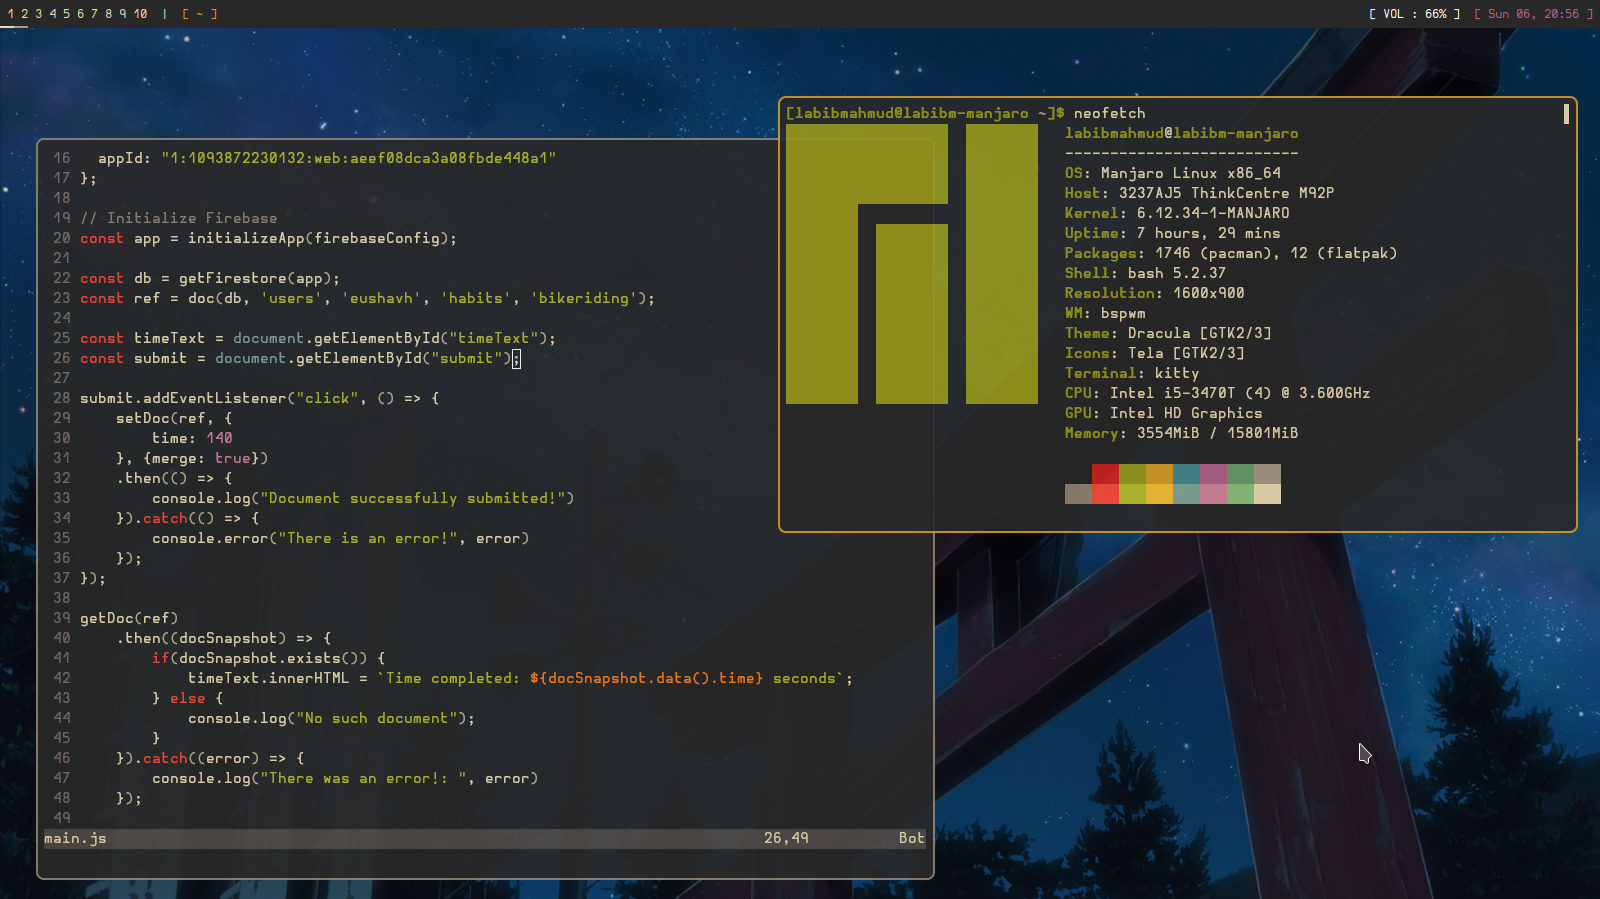 1 2 3 4 5 6 7 8 9 10 | [ ~ ]
[ VOL : 66% ] [ Sun 06, 20:56 ]
16   appId: "1:1093872230132:web:aeef08dca3a08fbde448a1"
17 };
18
19 // Initialize Firebase
20 const app = initializeApp(firebaseConfig);
21
22 const db = getFirestore(app);
23 const ref = doc(db, 'users', 'eushavh', 'habits', 'bikeriding');
24
25 const timeText = document.getElementById("timeText");
26 const submit = document.getElementById("submit");
27
28 submit.addEventListener("click", () => {
29     setDoc(ref, {
30         time: 140
31     }, {merge: true})
32     .then(() => {
33         console.log("Document successfully submitted!")
34     }).catch(() => {
35         console.error("There is an error!", error)
36     });
37 });
38
39 getDoc(ref)
40     .then((docSnapshot) => {
41         if(docSnapshot.exists()) {
42             timeText.innerHTML = `Time completed: ${docSnapshot.data().time} seconds`;
43         } else {
44             console.log("No such document");
45         }
46     }).catch((error) => {
47         console.log("There was an error!: ", error)
48     });
49
main.js 26,49 Bot
[labibmahmud@labibm-manjaro ~]$ neofetch
labibmahmud@labibm-manjaro
--------------------------
OS: Manjaro Linux x86_64
Host: 3237AJ5 ThinkCentre M92P
Kernel: 6.12.34-1-MANJARO
Uptime: 7 hours, 29 mins
Packages: 1746 (pacman), 12 (flatpak)
Shell: bash 5.2.37
Resolution: 1600x900
WM: bspwm
Theme: Dracula [GTK2/3]
Icons: Tela [GTK2/3]
Terminal: kitty
CPU: Intel i5-3470T (4) @ 3.600GHz
GPU: Intel HD Graphics
Memory: 3554MiB / 15801MiB